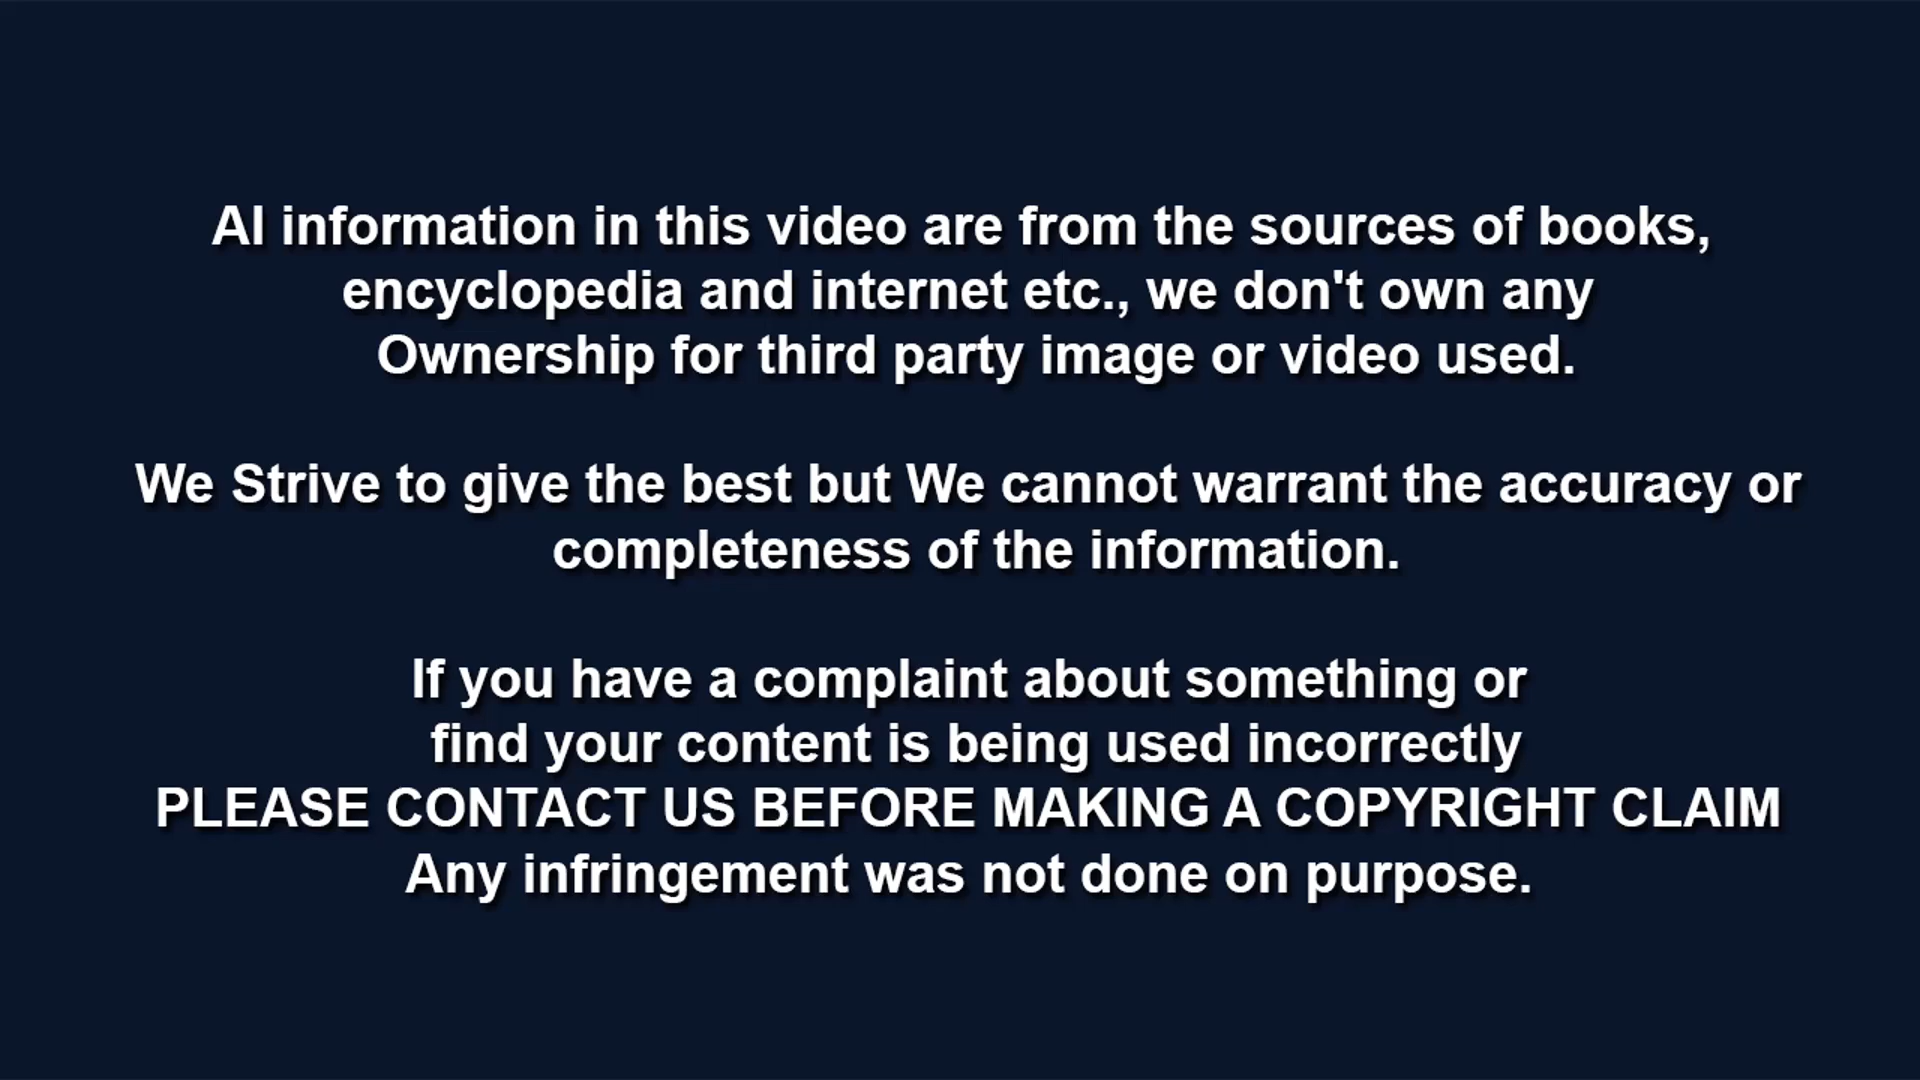 Al information in this video are from the sources of books,
encyclopedia and internet etc., we don't own any
Ownership for third party image or video used.
We Strive to give the best but We cannot warrant the accuracy or
completeness of the information.
If you have a complaint about something or
find your content is being used incorrectly
PLEASE CONTACT US BEFORE MAKING A COPYRIGHT CLAIM
Any infringement was not done on purpose.